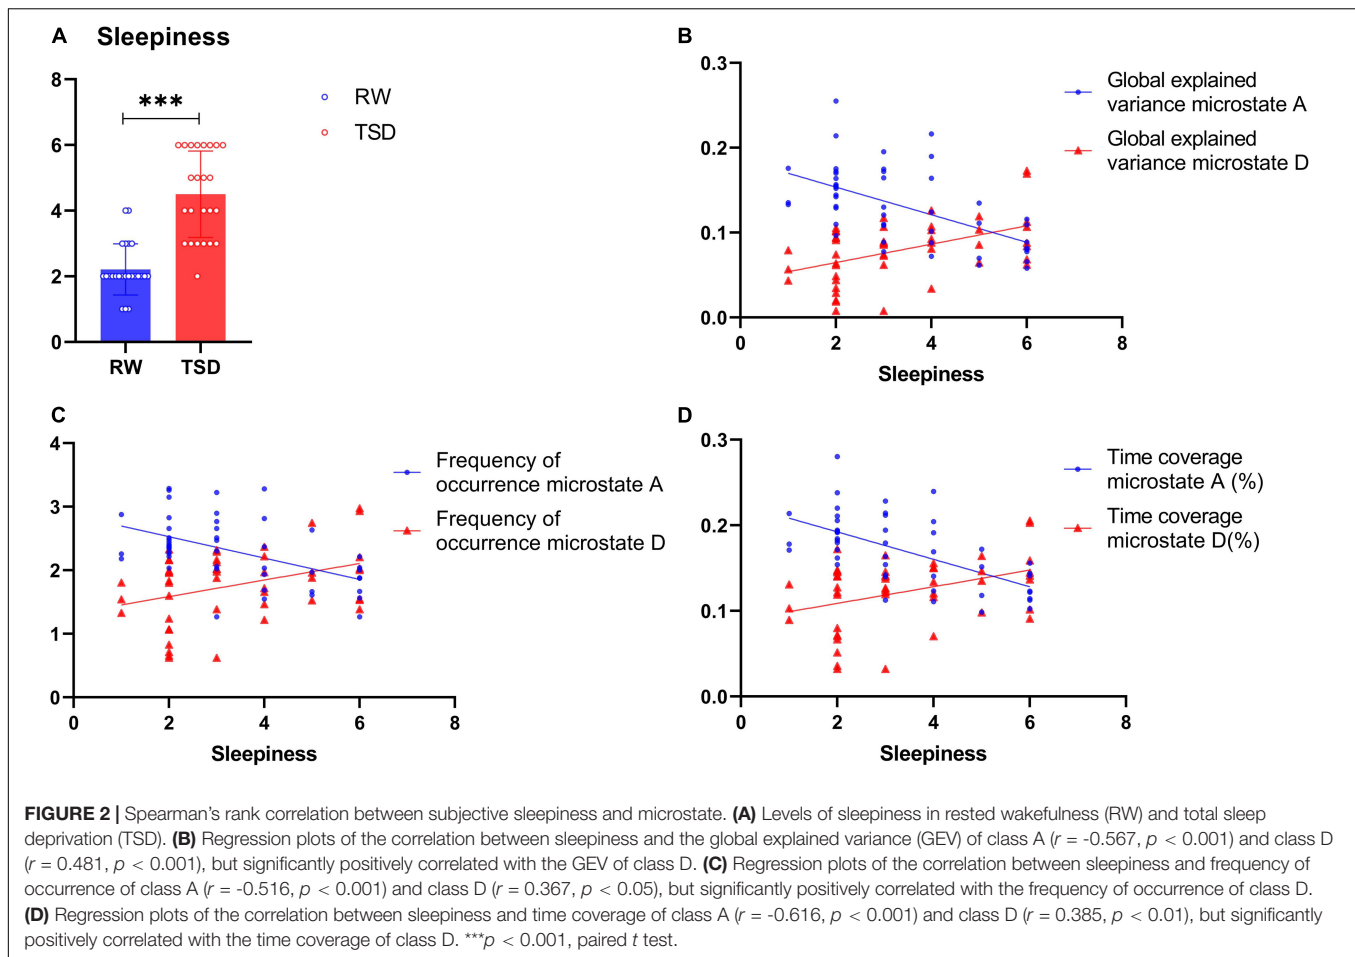 A Sleepiness
8
6
4
2
0
***
RW TSD
RW
TSD
B
0.3
0.2
0.1
0.0
0 2 4 6 8
Sleepiness
Global explained
variance microstate A
Global explained
variance microstate D
C
4
3
2
1
0
0 2 4 6 8
Sleepiness
Frequency of
occurrence microstate A
Frequency of
occurrence microstate D
D
0.3
0.2
0.1
0.0
0 2 4 6 8
Sleepiness
Time coverage
microstate A (%)
Time coverage
microstate D(%)
FIGURE 2 | Spearman's rank correlation between subjective sleepiness and microstate. (A) Levels of sleepiness in rested wakefulness (RW) and total sleep
deprivation (TSD). (B) Regression plots of the correlation between sleepiness and the global explained variance (GEV) of class A (r = -0.567, p < 0.001) and class D
(r = 0.481, p < 0.001), but significantly positively correlated with the GEV of class D. (C) Regression plots of the correlation between sleepiness and frequency of
occurrence of class A (r = -0.516, p < 0.001) and class D (r = 0.367, p < 0.05), but significantly positively correlated with the frequency of occurrence of class D.
(D) Regression plots of the correlation between sleepiness and time coverage of class A (r = -0.616, p < 0.001) and class D (r = 0.385, p < 0.01), but significantly
positively correlated with the time coverage of class D. ***p < 0.001, paired t test.